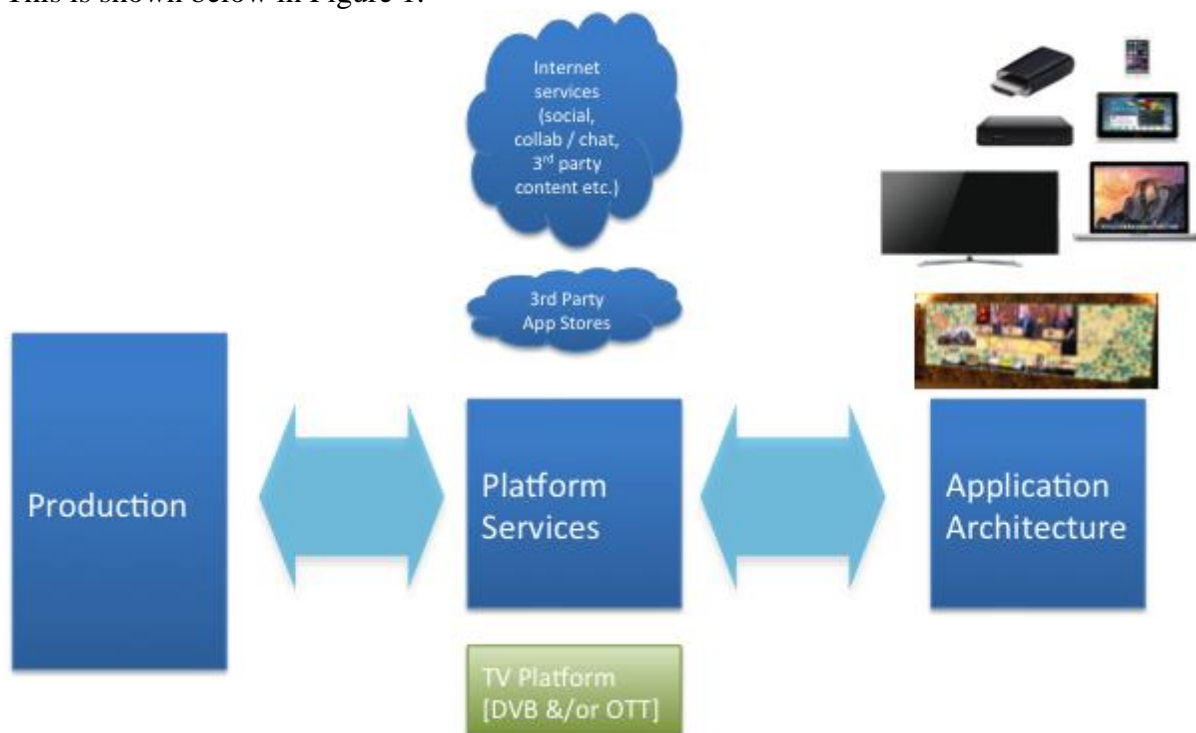 This is shown below in Figure 1.
Internet
services
(social,
collab / chat,
3rd party
content etc.)
3rd Party
App Stores
Production
Platform
Services
Application
Architecture
TV Platform
[DVB &/or OTT]